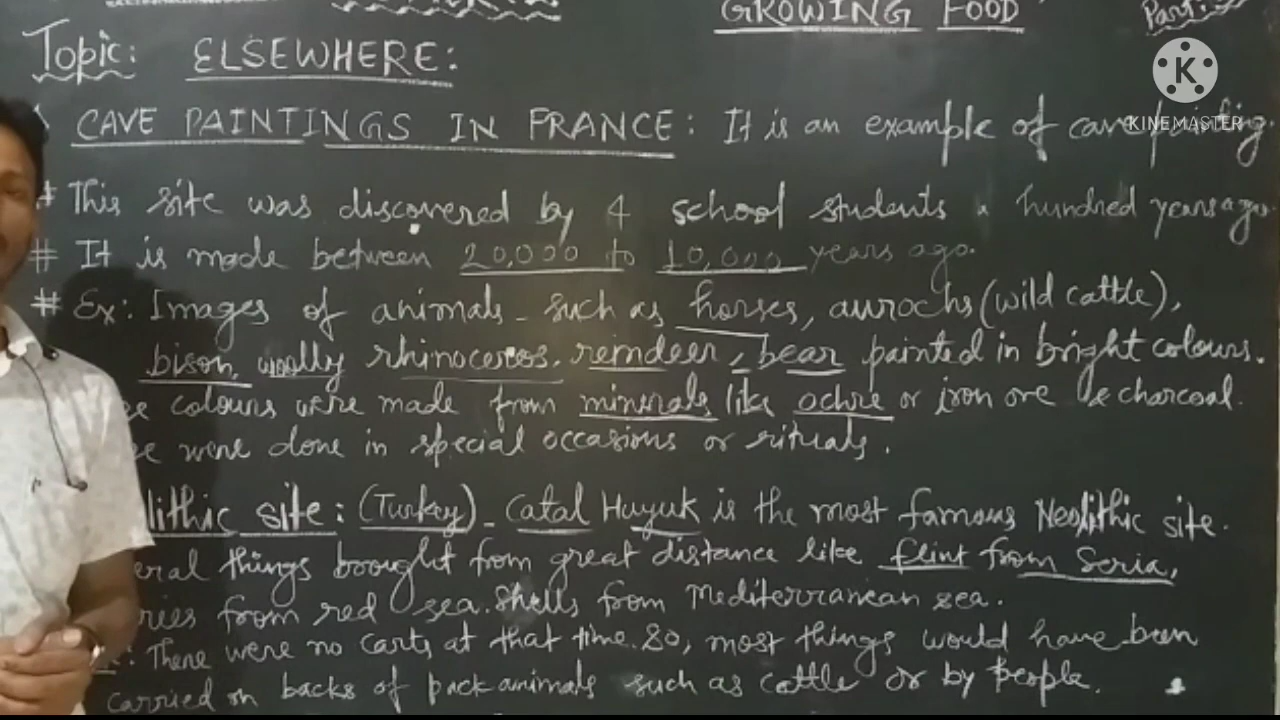 GROWING FOOD
Part:
Topic: ELSEWHERE:
CAVE PAINTINGS IN FRANCE: It is an example of cave painting.
K
KINEMASTER
# This site was discovered by 4 school students a hundred years ago.
# It is made between 20,000 to 10,000 years ago.
# Ex: Images of animals - such as horses, aurochs (wild cattle),
bison, woolly rhinoceros, reindeer, bear painted in bright colours.
colours were made from minerals like ochre or iron ore & charcoal.
were done in special occasions or rituals.
lithic site: (Turkey) - Catal Huyuk is the most famous Neolithic site.
eral things brought from great distance like flint from Seria,
ries from red sea. Shells from Mediterranean sea.
: There were no carts at that time. So, most things would have been
carried on backs of pack animals such as cattle or by people.